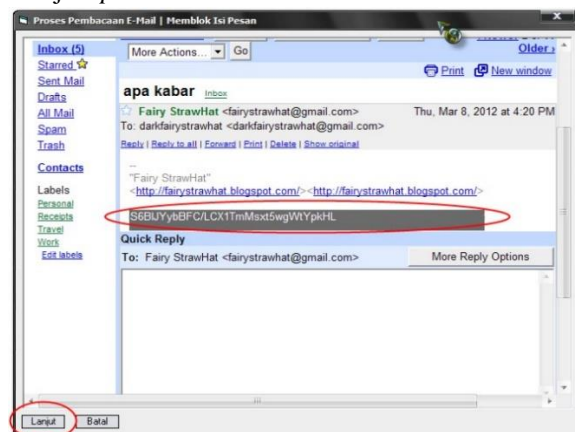 Proses Pembacaan E-Mail | Memblok Isi Pesan
X
Inbox (5)
Starred
Sent Mail
Drafts
All Mail
Spam
Trash
Contacts
Labels
Personal
Receipts
Travel
Work
Edit labels
More Actions...
Go
Older ›
Print
New window
apa kabar Inbox
Fairy StrawHat <fairystrawhat@gmail.com>
Thu, Mar 8, 2012 at 4:20 PM
To: darkfairystrawhat <darkfairystrawhat@gmail.com>
Reply | Reply to all | Forward | Print | Delete | Show original
--
"Fairy StrawHat"
<http://fairystrawhat.blogspot.com/><http://fairystrawhat.blogspot.com/>
Quick Reply
To: Fairy StrawHat <fairystrawhat@gmail.com>
More Reply Options
Lanjut
Batal